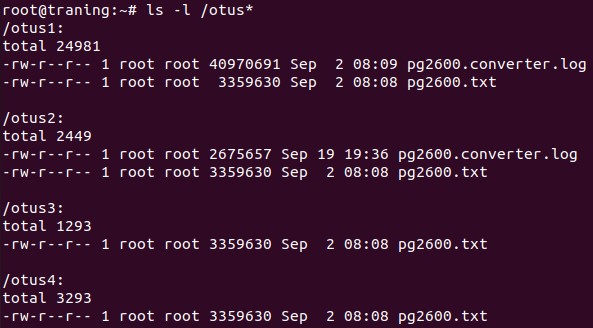 root@traning:~# ls -l /otus*
/otus1:
total 24981
-rw-r--r-- 1 root root 40970691 Sep  2 08:09 pg2600.converter.log
-rw-r--r-- 1 root root  3359630 Sep  2 08:08 pg2600.txt

/otus2:
total 2449
-rw-r--r-- 1 root root 2675657 Sep 19 19:36 pg2600.converter.log
-rw-r--r-- 1 root root 3359630 Sep  2 08:08 pg2600.txt

/otus3:
total 1293
-rw-r--r-- 1 root root 3359630 Sep  2 08:08 pg2600.txt

/otus4:
total 3293
-rw-r--r-- 1 root root 3359630 Sep  2 08:08 pg2600.txt